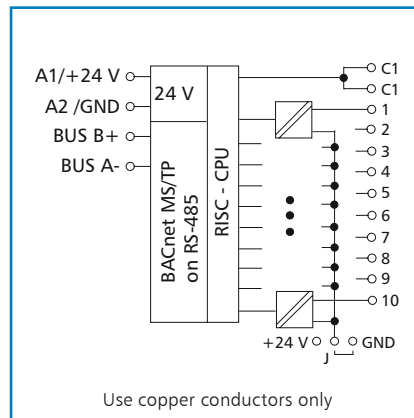 A1/+24 V
A2 /GND
BUS B+
BUS A-
24 V
BACnet MS/TP
on RS-485
RISC - CPU
C1
C1
1
2
3
4
5
6
7
8
9
10
+24 V
GND
J
Use copper conductors only